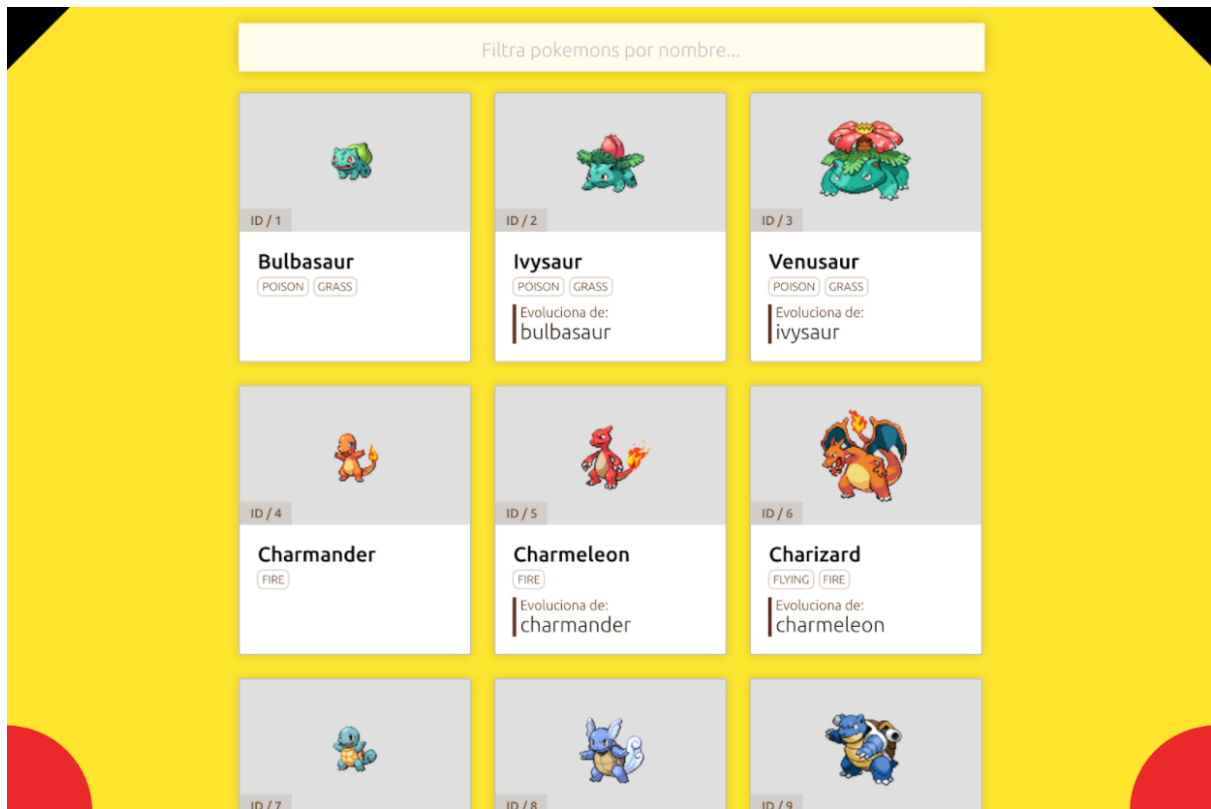 Filtra pokemons por nombre...
ID / 1
Bulbasaur
POISON GRASS
ID / 2
Ivysaur
POISON GRASS
Evoluciona de:
bulbasaur
ID / 3
Venusaur
POISON GRASS
Evoluciona de:
ivysaur
ID / 4
Charmander
FIRE
ID / 5
Charmeleon
FIRE
Evoluciona de:
charmander
ID / 6
Charizard
FLYING FIRE
Evoluciona de:
charmeleon
ID / 7
ID / 8
ID / 9